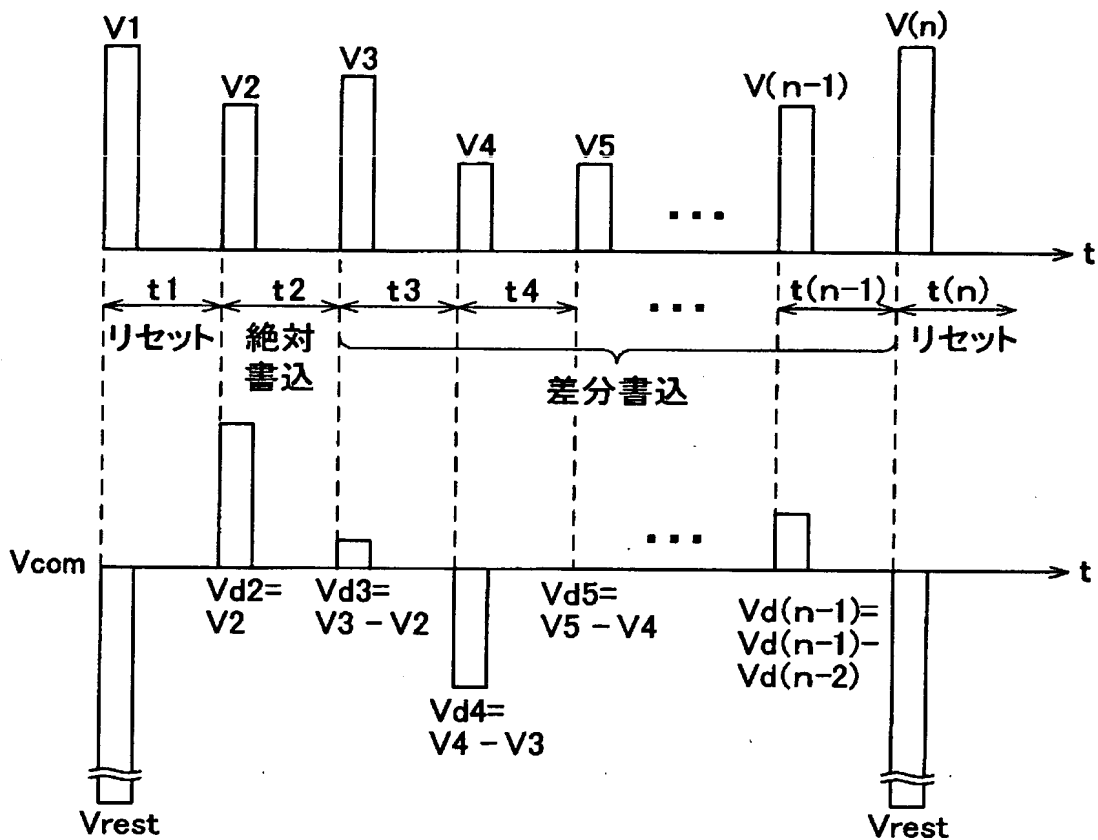 V1
V2
V3
V4
V5
V(n-1)
V(n)
■ ■ ■
t
t1
t2
t3
t4
■ ■ ■
t(n-1)
t(n)
リセット
絶対
書込
差分書込
リセット
■ ■ ■
Vcom
t
Vd2=
V2
Vd3=
V3-V2
Vd4=
V4-V3
Vd5=
V5-V4
Vd(n-1)=
Vd(n-1)-
Vd(n-2)
Vrest
Vrest